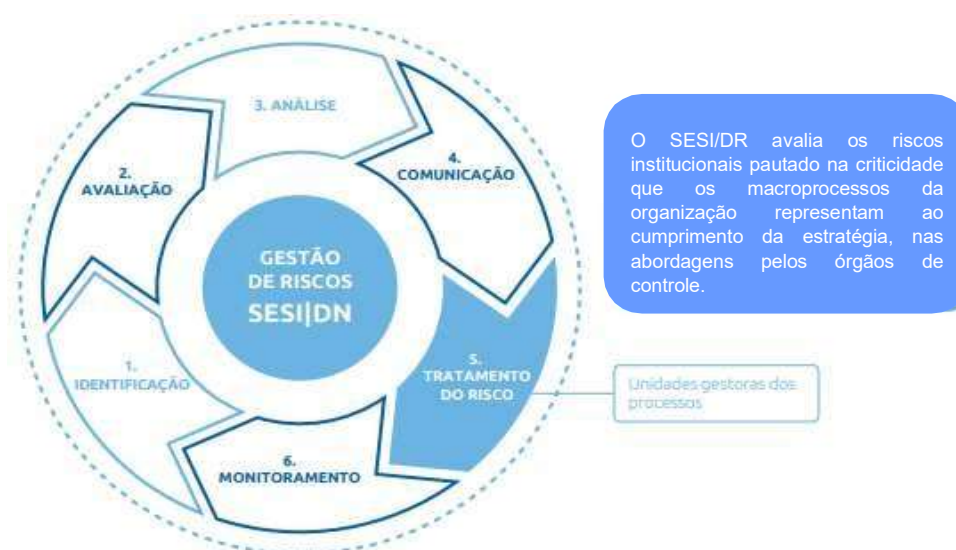 3. ANÁLISE
4.
COMUNICAÇÃO
2.
AVALIAÇÃO
GESTÃO
DE RISCOS
SESI|DN
1.
IDENTIFICAÇÃO
5.
TRATAMENTO
DO RISCO
6.
MONITORAMENTO
O SESI/DR avalia os riscos
institucionais pautado na criticidade
que os macroprocessos da
organização representam ao
cumprimento da estratégia, nas
abordagens pelos órgãos de
controle.
Unidades gestoras dos
processos